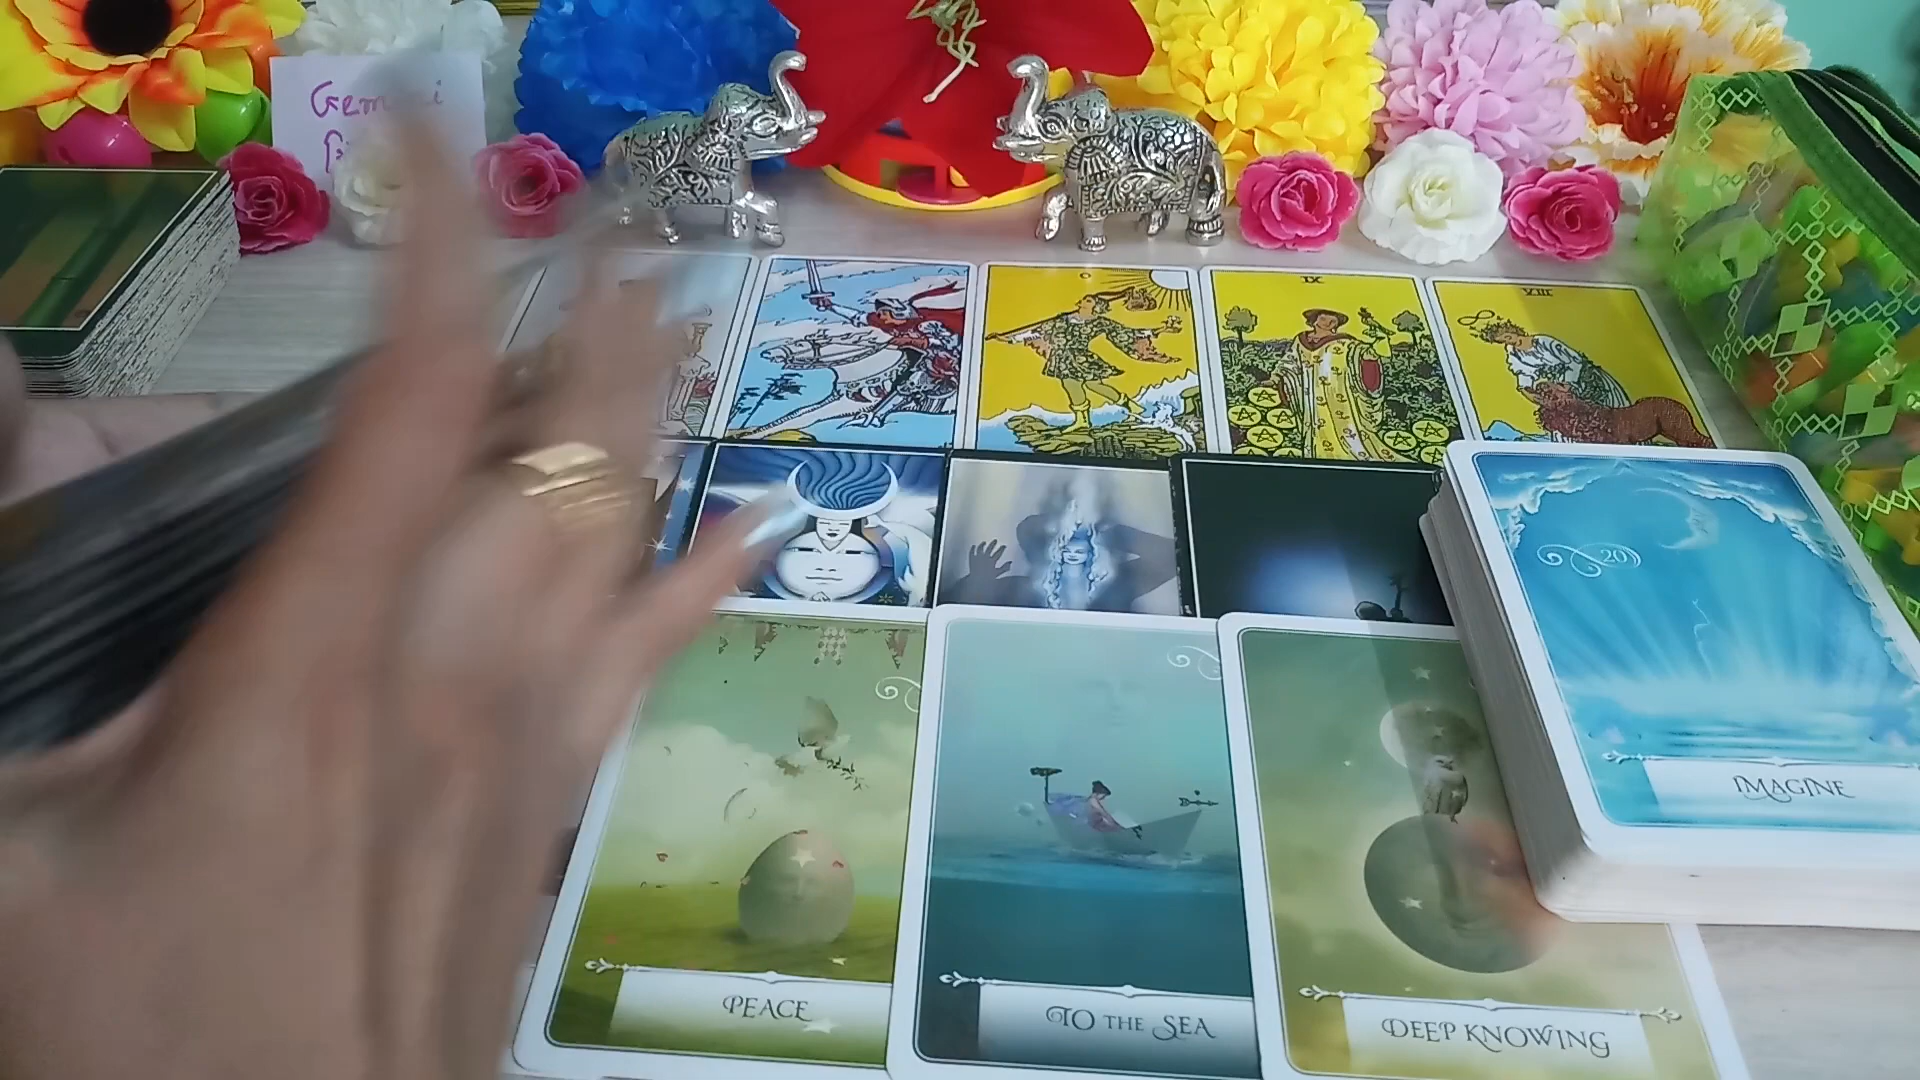 Gemini
IX
VIII
20
IMAGINE
PEACE
TO THE SEA
DEEP KNOWING